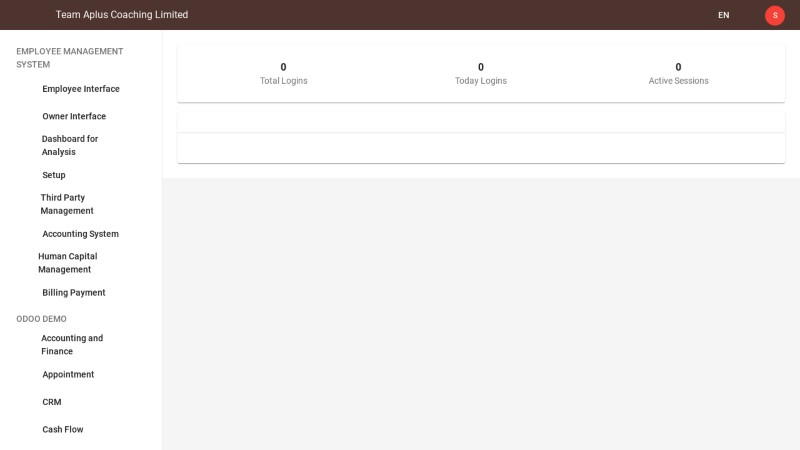 Team Aplus Coaching Limited
EN
S
EMPLOYEE MANAGEMENT
SYSTEM
Employee Interface
Owner Interface
Dashboard for
Analysis
Setup
Third Party
Management
Accounting System
Human Capital
Management
Billing Payment
ODOO DEMO
Accounting and
Finance
Appointment
CRM
Cash Flow
0
Total Logins
0
Today Logins
0
Active Sessions